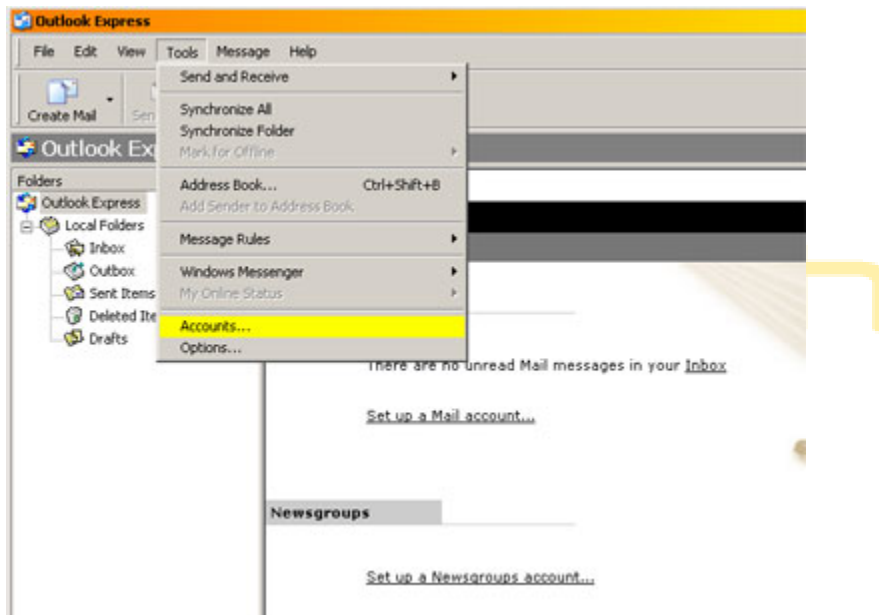 Outlook Express
File Edit View Tools Message Help
Create Mail
Send and Receive
Synchronize All
Synchronize Folder
Mark for Offline
Address Book... Ctrl+Shift+B
Add Sender to Address Book
Message Rules
Windows Messenger
My Online Status
Accounts...
Options...
Outlook Ex
Folders
Outlook Express
Local Folders
Inbox
Outbox
Sent Items
Deleted Ite
Drafts
There are no unread Mail messages in your Inbox
Set up a Mail account...
Newsgroups
Set up a Newsgroups account...